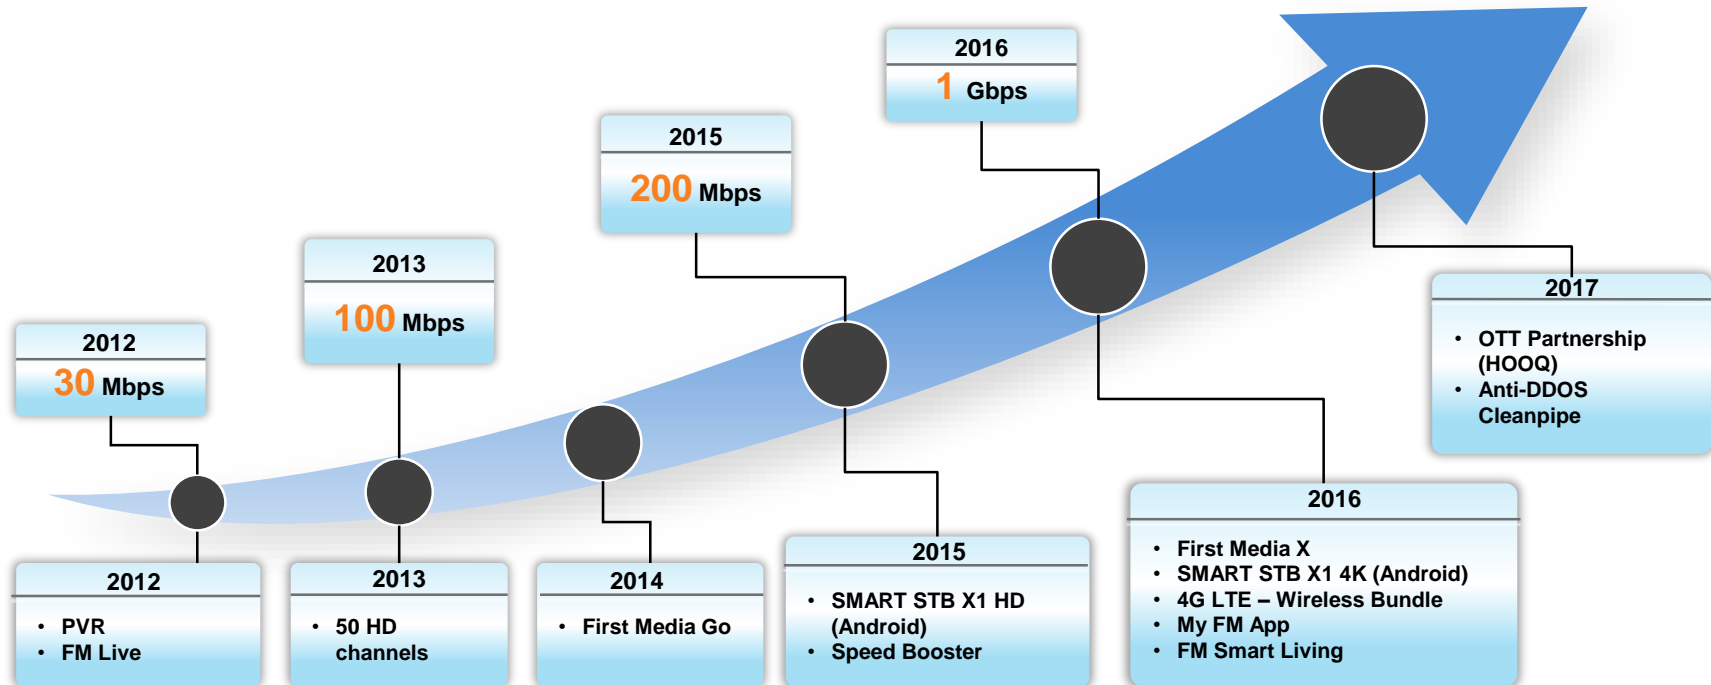 2016
1 Gbps
2015
200 Mbps
2013
100 Mbps
2012
30 Mbps
2017
• OTT Partnership
(HOOQ)
• Anti-DDOS
Cleanpipe
2012
• PVR
• FM Live
2013
• 50 HD
channels
2014
• First Media Go
2015
• SMART STB X1 HD
(Android)
• Speed Booster
2016
• First Media X
• SMART STB X1 4K (Android)
• 4G LTE – Wireless Bundle
• My FM App
• FM Smart Living